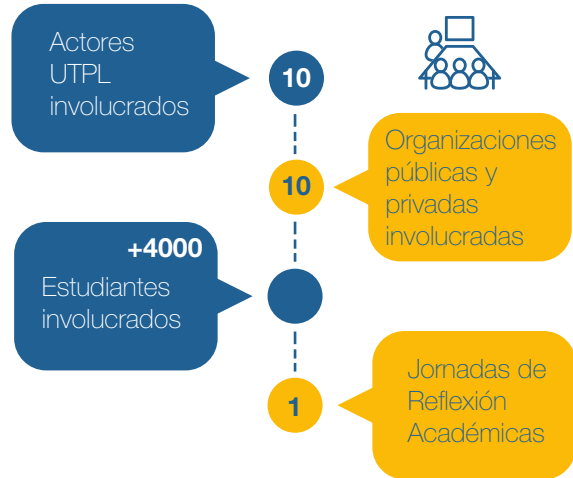 Actores
UTPL
involucrados
10
10
Organizaciones
públicas y
privadas
involucradas
+4000
Estudiantes
involucrados
1
Jornadas de
Reflexión
Académicas